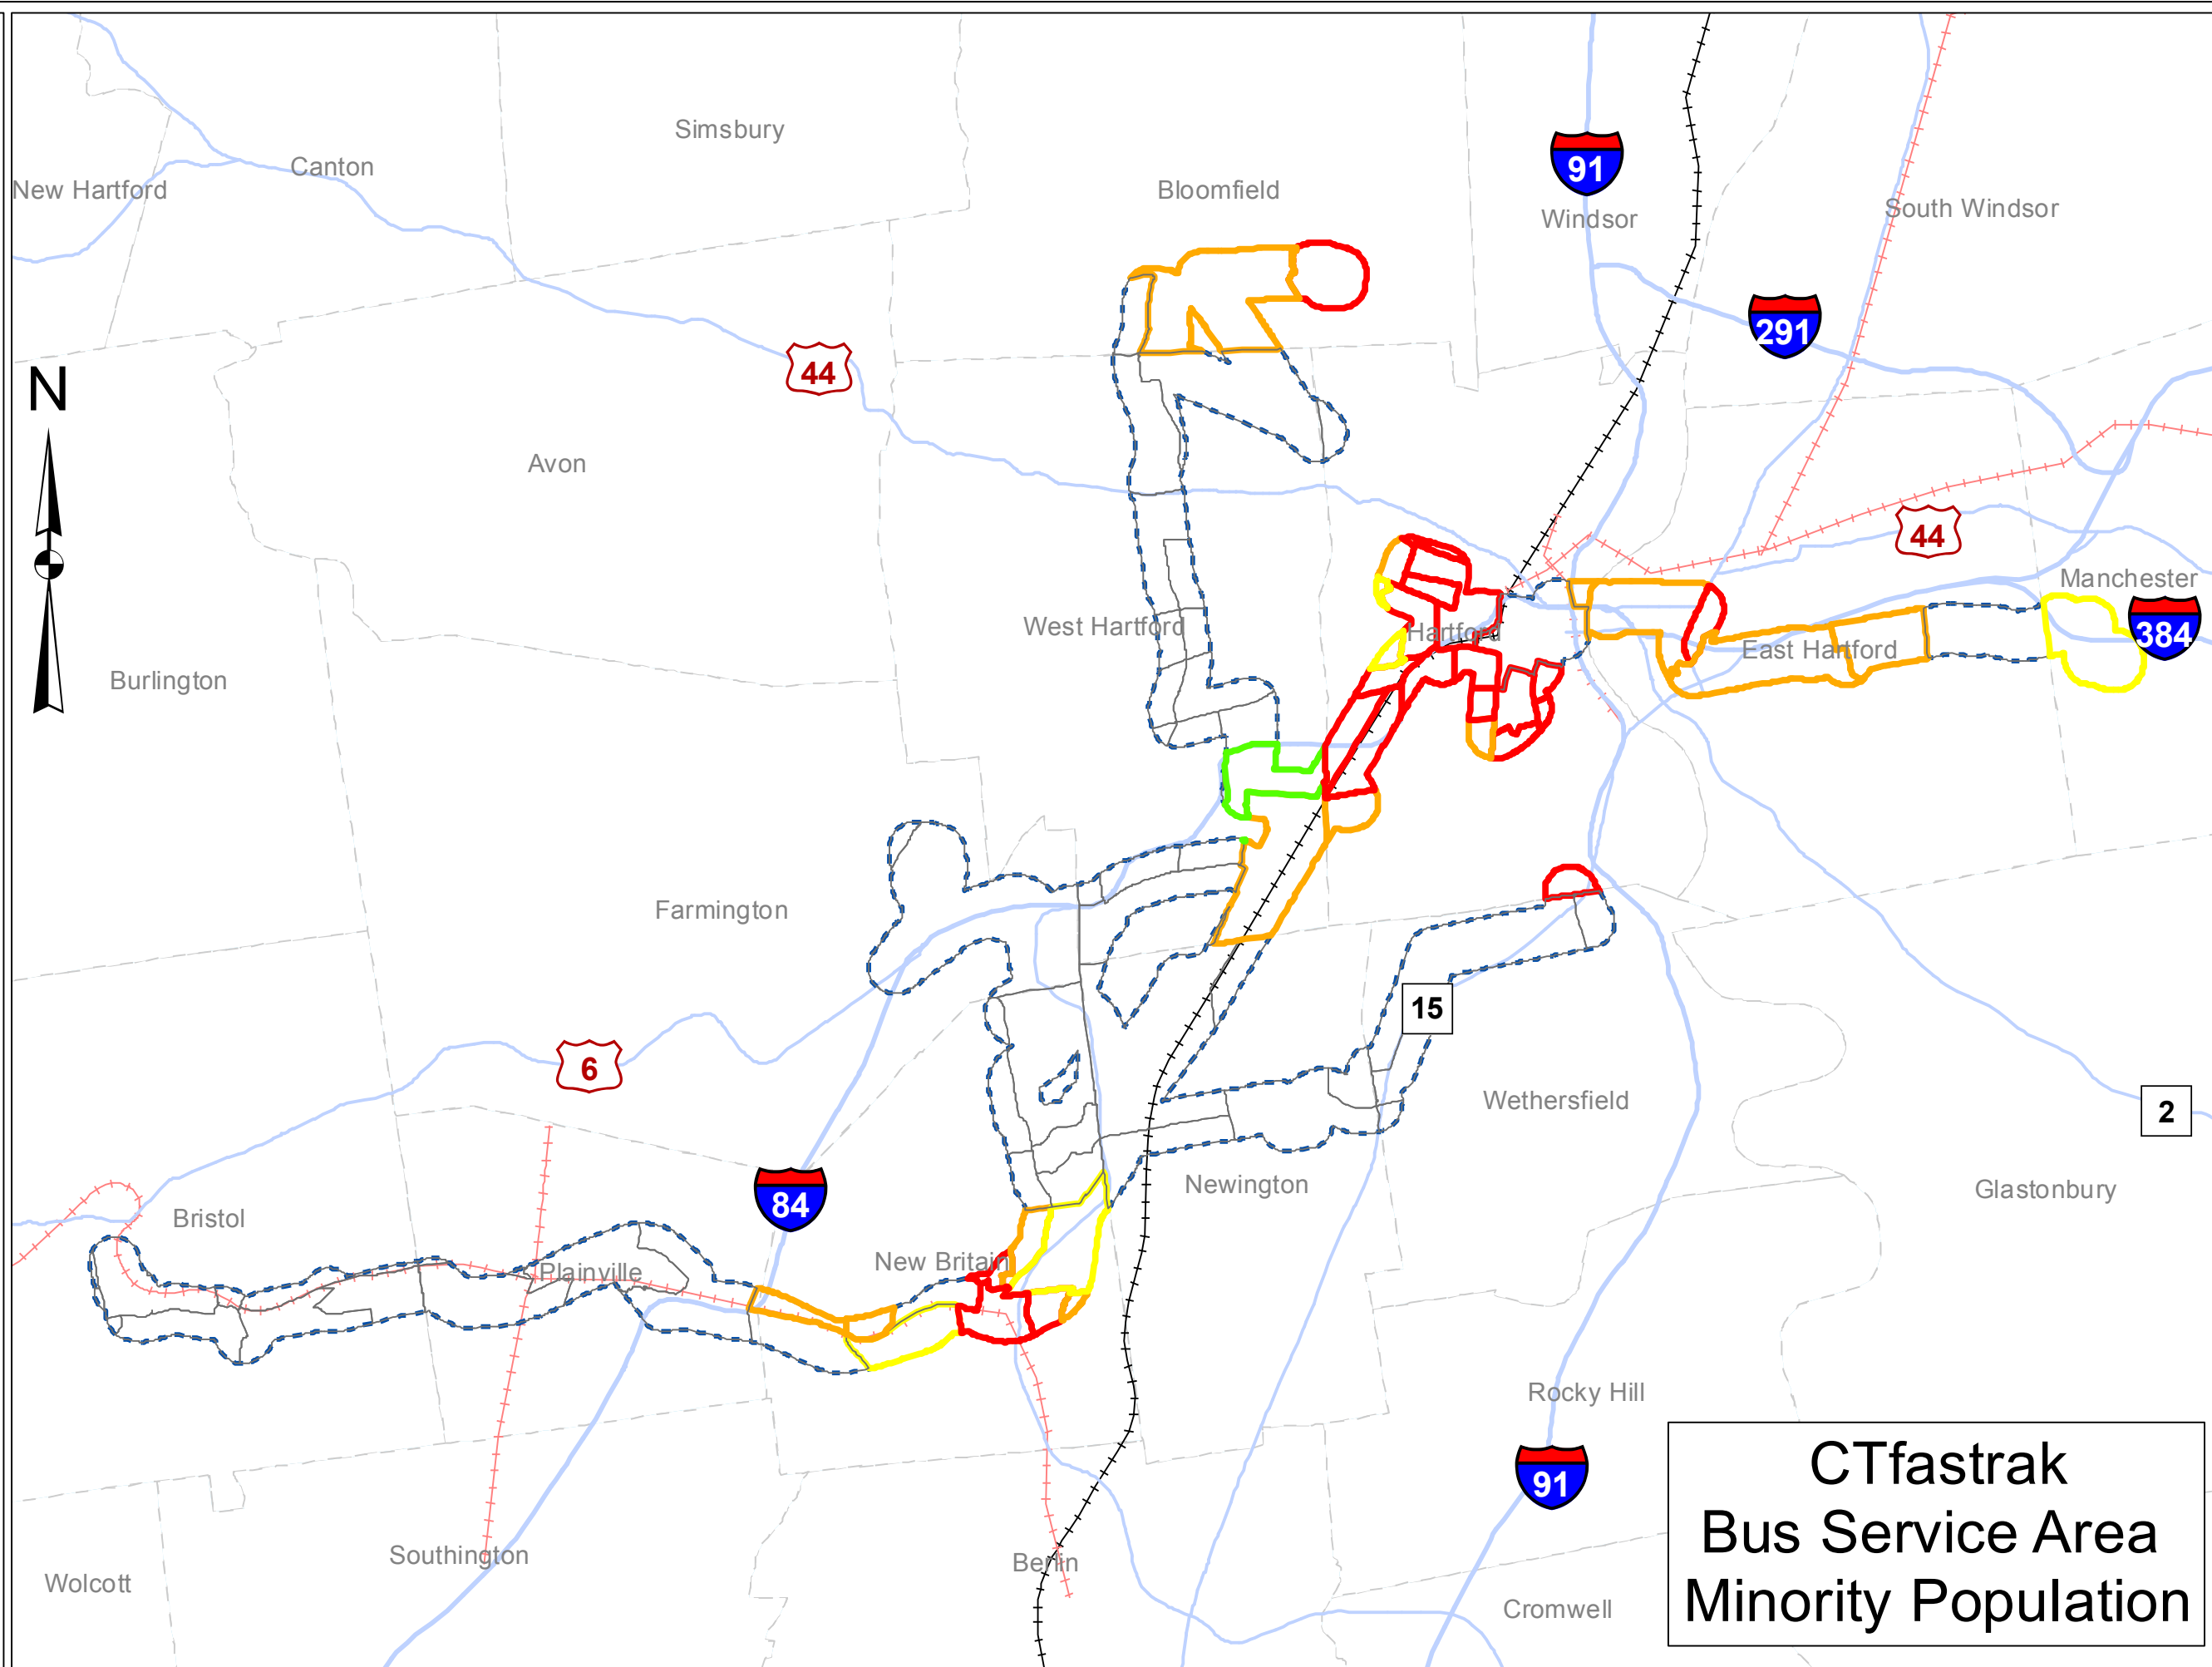 Simsbury
Canton
New Hartford
Bloomfield
91
Windsor
South Windsor
291
44
N
Avon
44
Manchester
West Hartford
Hartford
384
East Hartford
Burlington
Farmington
15
6
Wethersfield
2
84
Newington
Glastonbury
Bristol
New Britain
Plainville
Rocky Hill
91
CTfastrak
Bus Service Area
Minority Population
Southington
Berlin
Wolcott
Cromwell